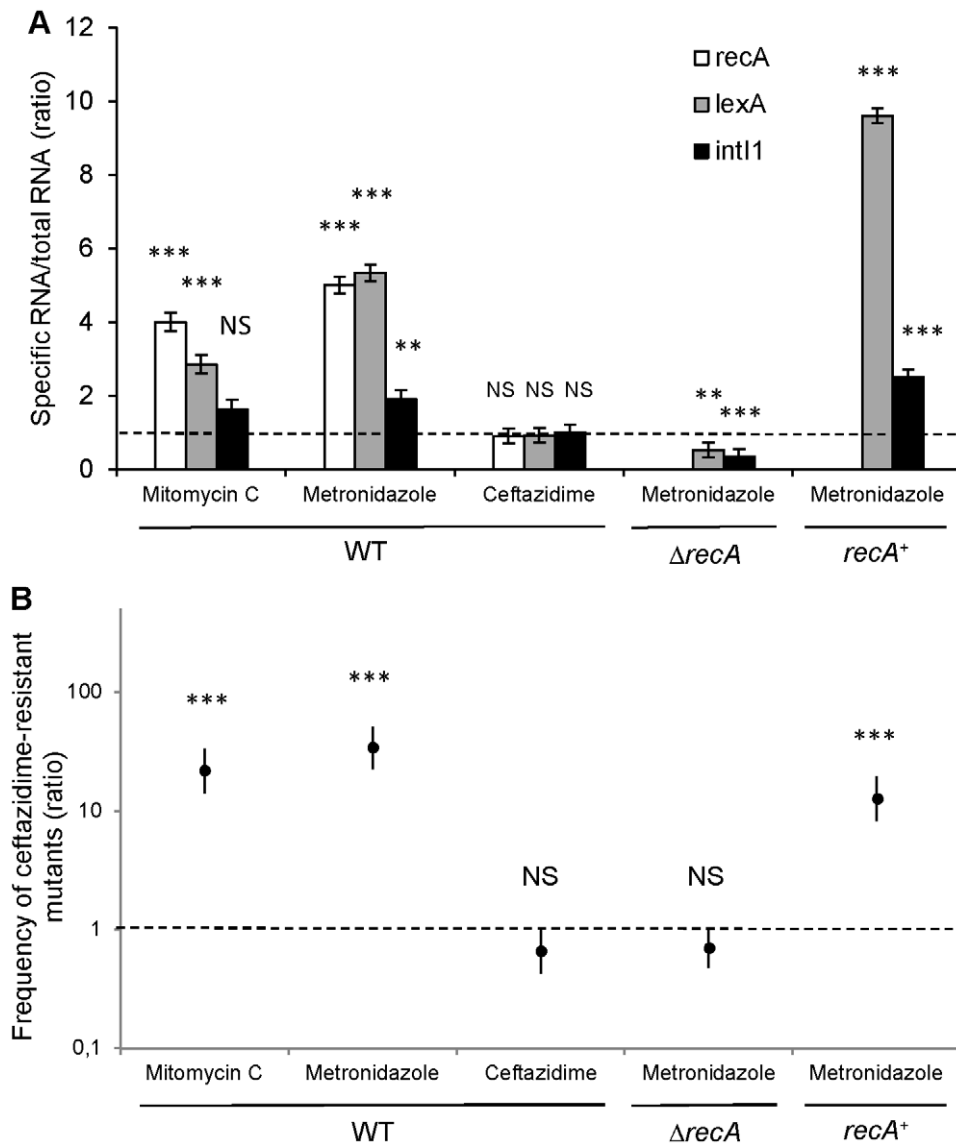 A
Specific RNA/total RNA (ratio)
12
10
8
6
4
2
0
recA
lexA
intI1
*** *** NS
*** *** **
NS NS NS
** ***
*** ***
Mitomycin C Metronidazole Ceftazidime Metronidazole Metronidazole
WT ΔrecA recA⁺
B
Frequency of ceftazidime-resistant
mutants (ratio)
100
10
1
0,1
*** *** NS NS ***
Mitomycin C Metronidazole Ceftazidime Metronidazole Metronidazole
WT ΔrecA recA⁺